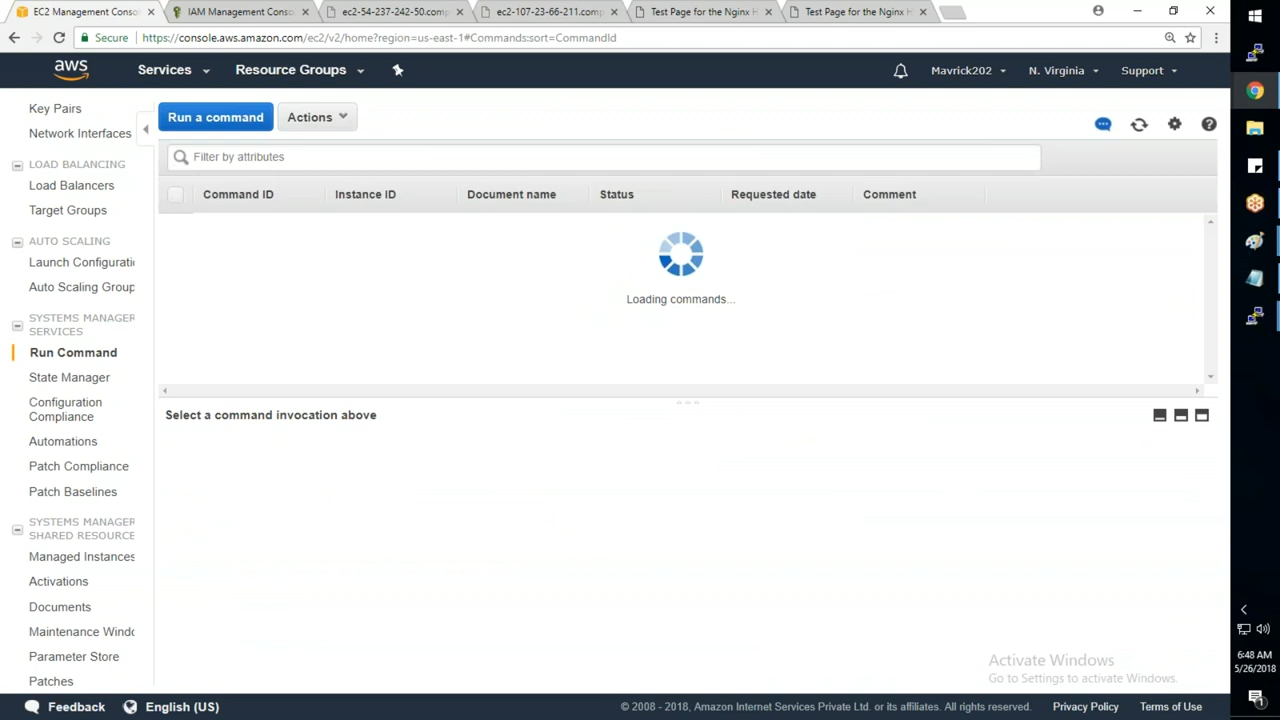 EC2 Management Conso
IAM Management Conso
ec2-54-237-242-50.comp
ec2-107-23-66-211.comp
Test Page for the Nginx H
Test Page for the Nginx H
Secure
https://console.aws.amazon.com/ec2/v2/home?region=us-east-1#Commands:sort=CommandId
aws
Services
Resource Groups
Mavrick202
N. Virginia
Support
Key Pairs
Network Interfaces
LOAD BALANCING
Load Balancers
Target Groups
AUTO SCALING
Launch Configurati
Auto Scaling Group
SYSTEMS MANAGER
SERVICES
Run Command
State Manager
Configuration
Compliance
Automations
Patch Compliance
Patch Baselines
SYSTEMS MANAGER
SHARED RESOURCE
Managed Instances
Activations
Documents
Maintenance Windo
Parameter Store
Patches
Run a command
Actions
Filter by attributes
Command ID
Instance ID
Document name
Status
Requested date
Comment
Loading commands...
Select a command invocation above
Activate Windows
Go to Settings to activate Windows.
Feedback
English (US)
© 2008 - 2018, Amazon Internet Services Private Ltd. or its affiliates. All rights reserved.
Privacy Policy
Terms of Use
6:48 AM
5/26/2018
1